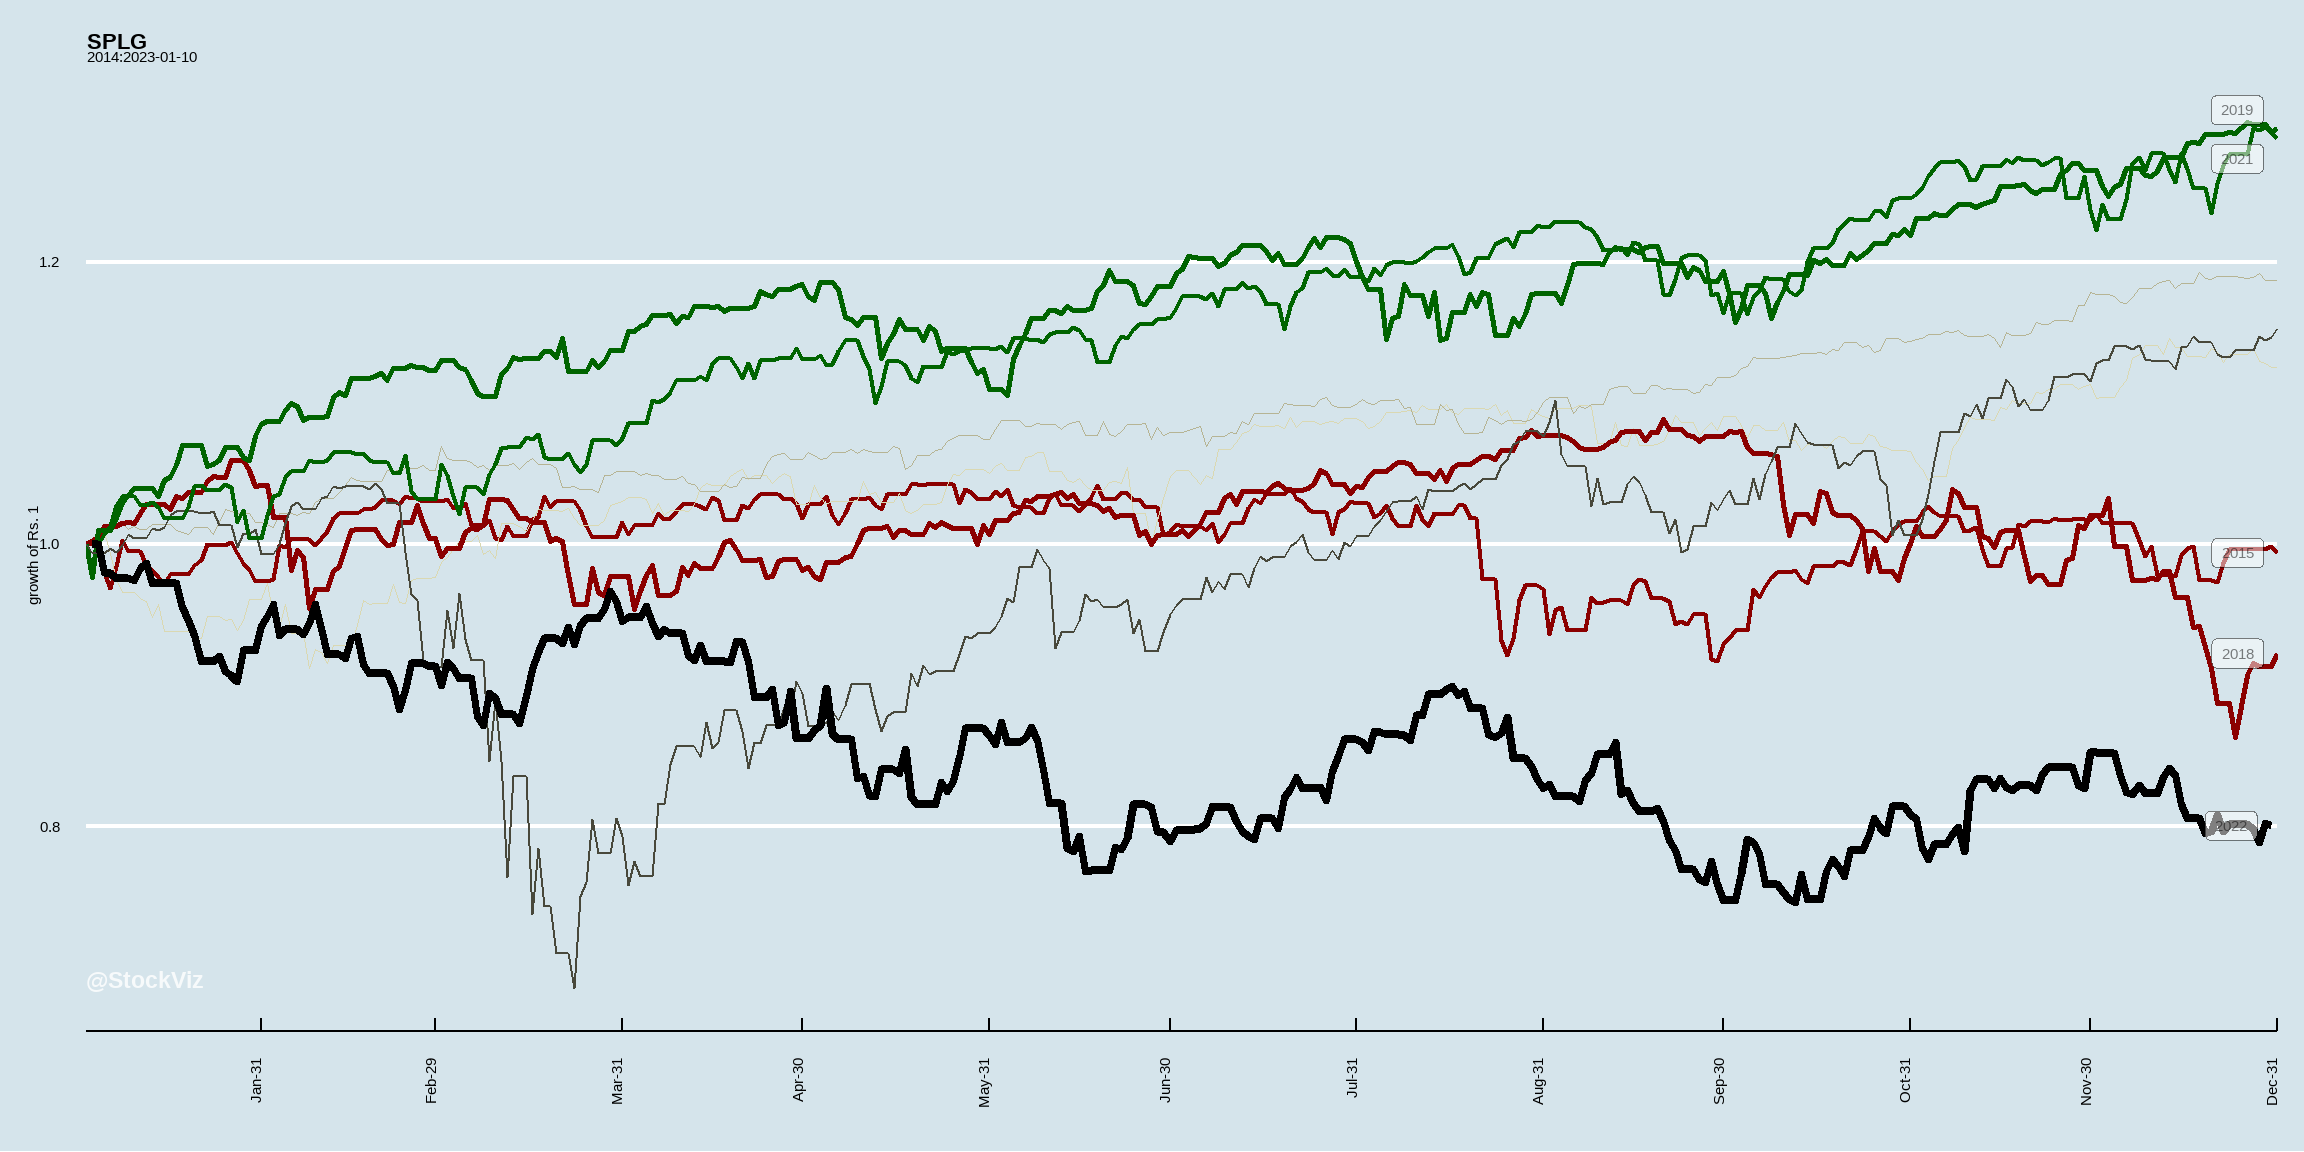 SPLG
2014:2023-01-10
2019
2021
1.2
growth of Rs. 1
1.0
2015
2018
0.8
2022
@StockViz
Jan-31
Feb-29
Mar-31
Apr-30
May-31
Jun-30
Jul-31
Aug-31
Sep-30
Oct-31
Nov-30
Dec-31